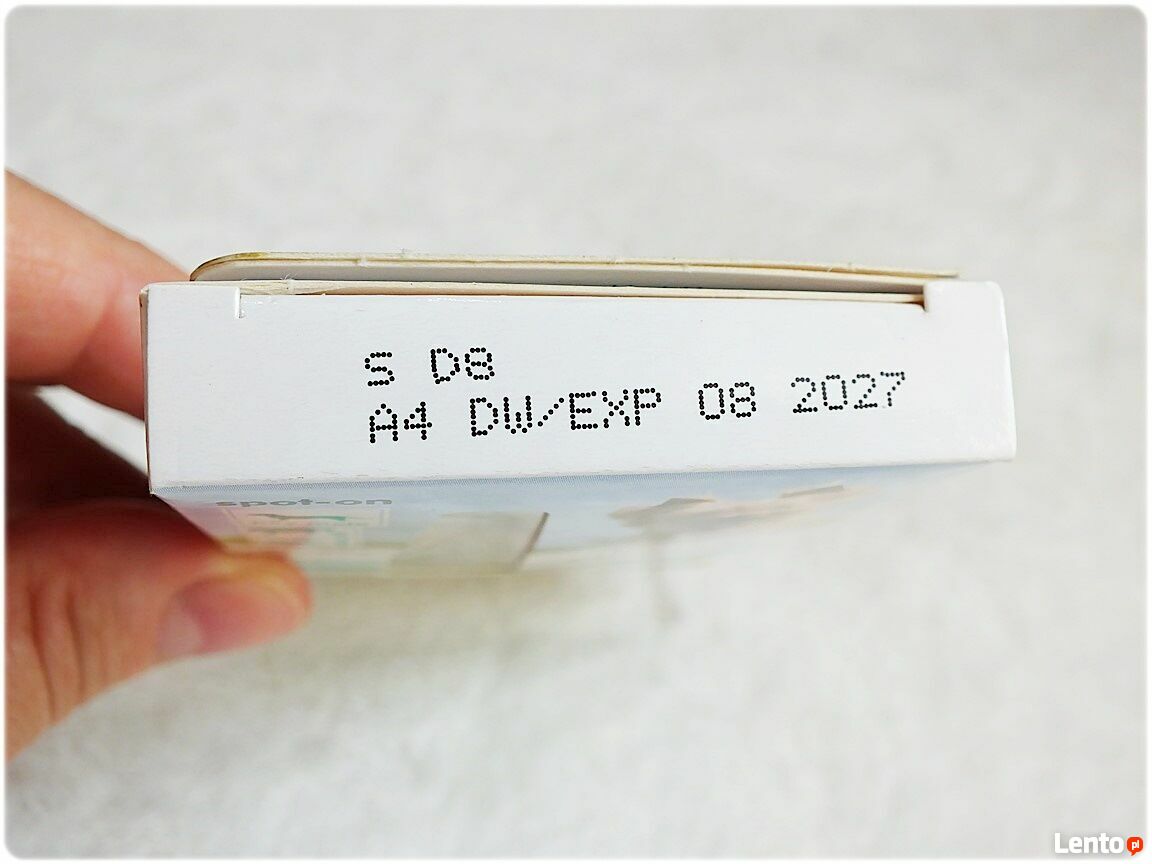 S D8
A4 DW/EXP 08 2027
spot-on
Lento pl